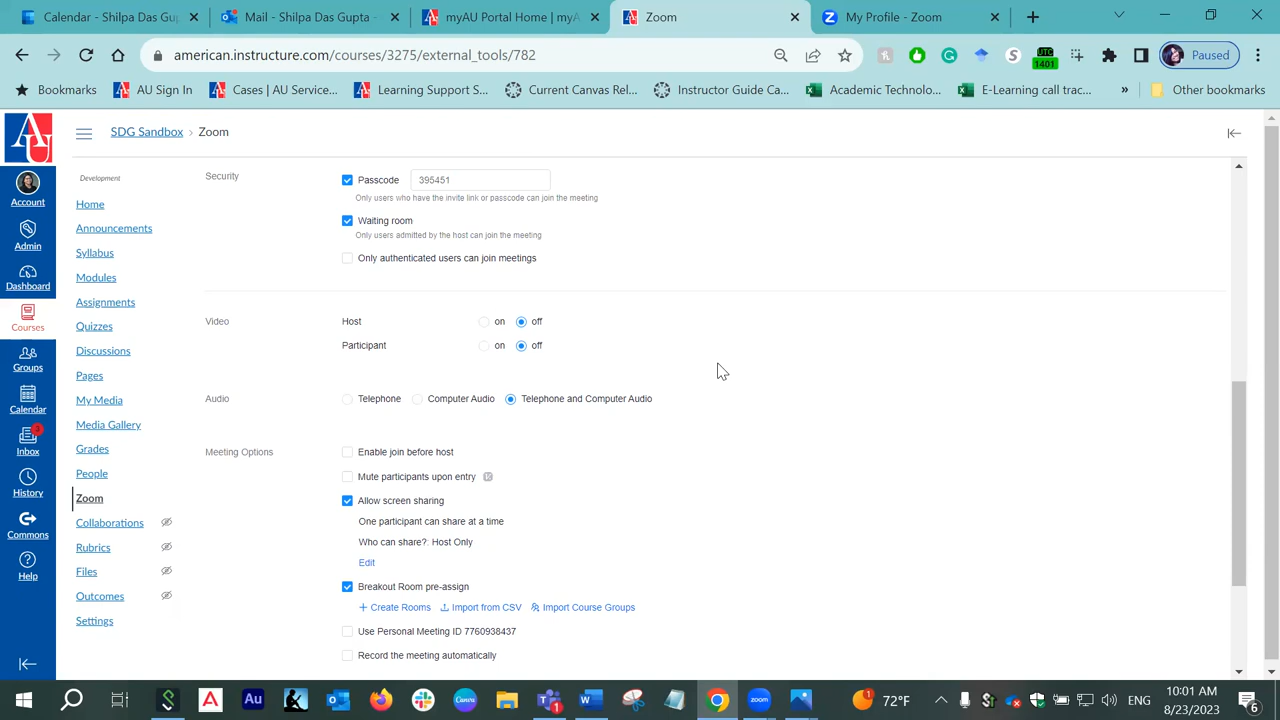 Calendar - Shilpa Das Gupta
Mail - Shilpa Das Gupta
myAU Portal Home | myA
Zoom
My Profile - Zoom
american.instructure.com/courses/3275/external_tools/782
UTC
1401
Paused
Bookmarks
AU Sign In
Cases | AU Service...
Learning Support S...
Current Canvas Rel...
Instructor Guide Ca...
Academic Technolo...
E-Learning call trac...
»
Other bookmarks
AU
SDG Sandbox › Zoom
Account
Admin
Dashboard
Courses
Groups
Calendar
3
Inbox
History
Commons
Help
Development
Home
Announcements
Syllabus
Modules
Assignments
Quizzes
Discussions
Pages
My Media
Media Gallery
Grades
People
Zoom
Collaborations
Rubrics
Files
Outcomes
Settings
Security
Passcode 395451
Only users who have the invite link or passcode can join the meeting
Waiting room
Only users admitted by the host can join the meeting
Only authenticated users can join meetings
Video
Host on off
Participant on off
Audio
Telephone Computer Audio Telephone and Computer Audio
Meeting Options
Enable join before host
Mute participants upon entry
Allow screen sharing
One participant can share at a time
Who can share?: Host Only
Edit
Breakout Room pre-assign
+ Create Rooms Import from CSV Import Course Groups
Use Personal Meeting ID 7760938437
Record the meeting automatically
72°F
ENG
10:01 AM
8/23/2023
6